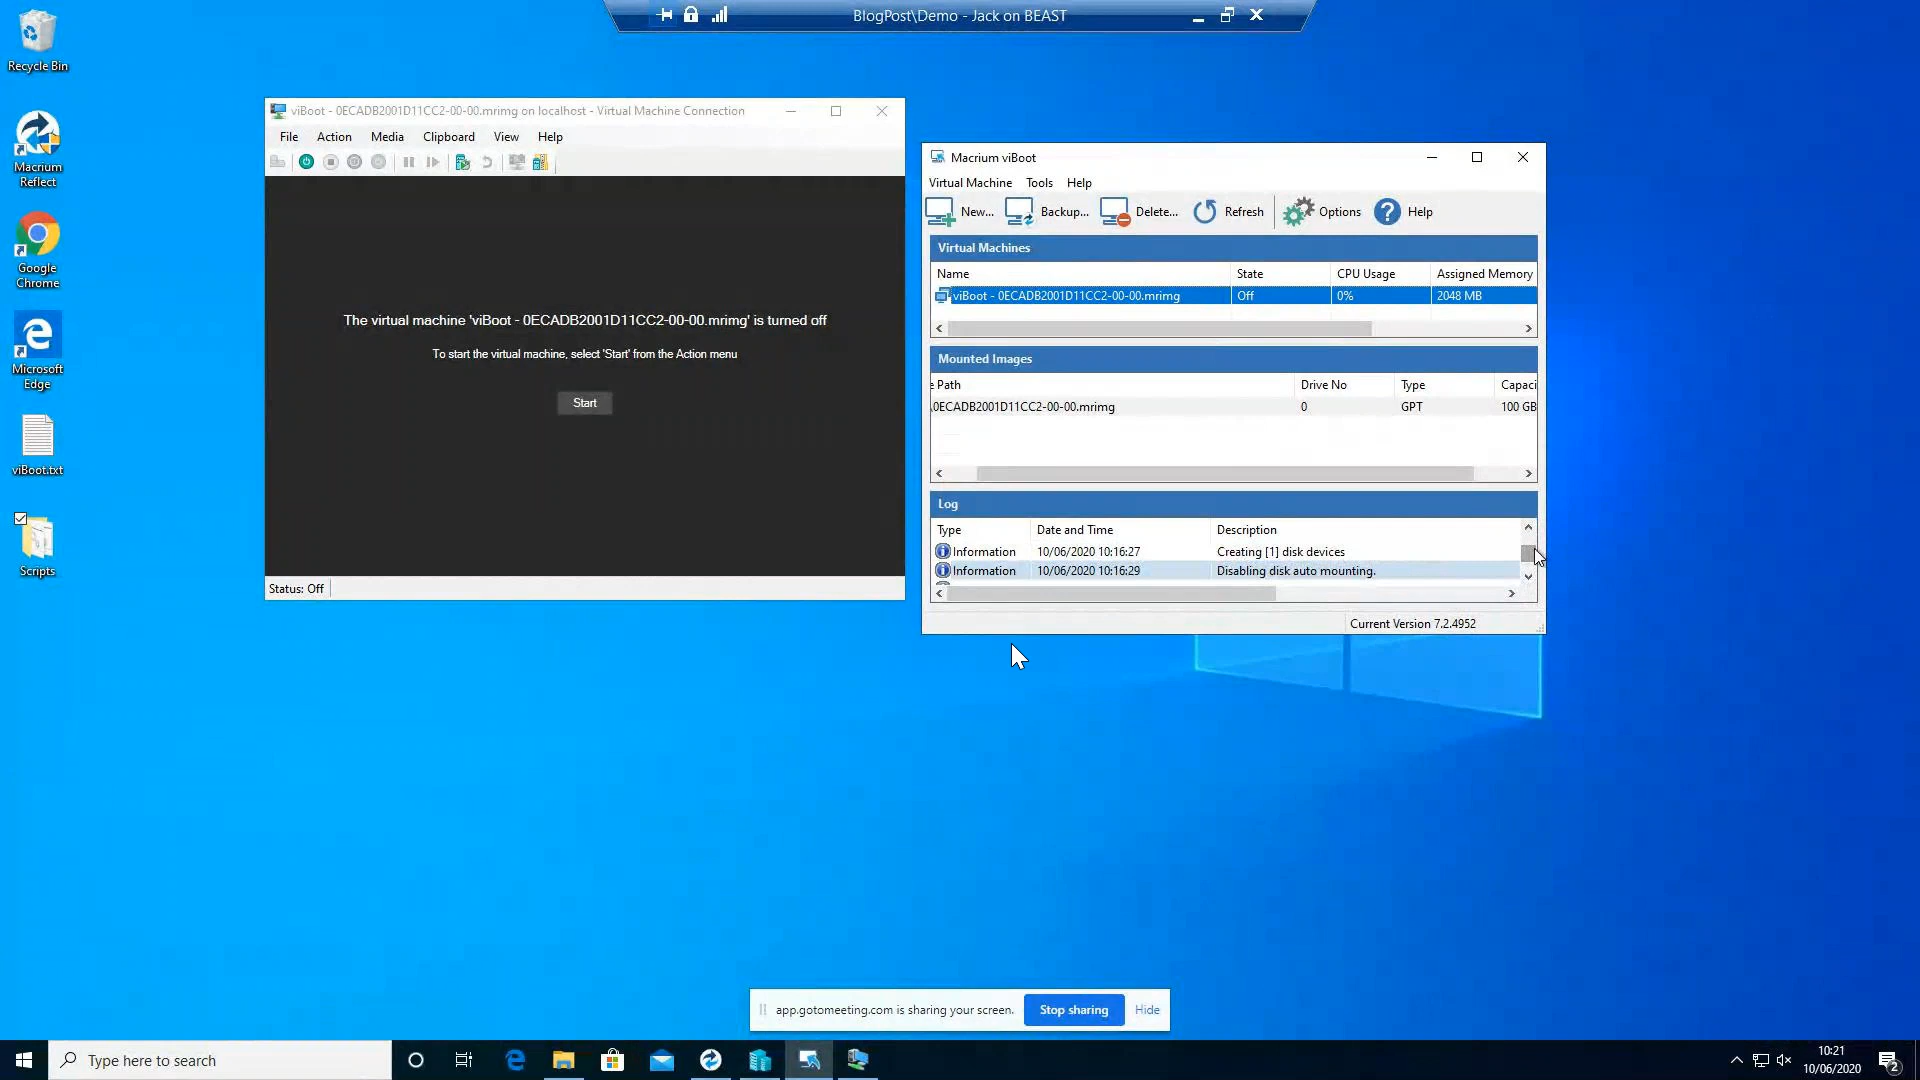 BlogPost\Demo - Jack on BEAST
Recycle Bin
Macrium
Reflect
Google
Chrome
Microsoft
Edge
viBoot.txt
Scripts
viBoot - 0ECADB2001D11CC2-00-00.mrimg on localhost - Virtual Machine Connection
File Action Media Clipboard View Help
The virtual machine 'viBoot - 0ECADB2001D11CC2-00-00.mrimg' is turned off
To start the virtual machine, select 'Start' from the Action menu
Start
Status: Off
Macrium viBoot
Virtual Machine Tools Help
New... Backup... Delete... Refresh Options Help
Virtual Machines
Name State CPU Usage Assigned Memory
viBoot - 0ECADB2001D11CC2-00-00.mrimg Off 0% 2048 MB
Mounted Images
e Path Drive No Type Capaci
0ECADB2001D11CC2-00-00.mrimg 0 GPT 100 GB
Log
Type Date and Time Description
Information 10/06/2020 10:16:27 Creating [1] disk devices
Information 10/06/2020 10:16:29 Disabling disk auto mounting.
Current Version 7.2.4952
app.gotomeeting.com is sharing your screen. Stop sharing Hide
Type here to search
10:21
10/06/2020
2